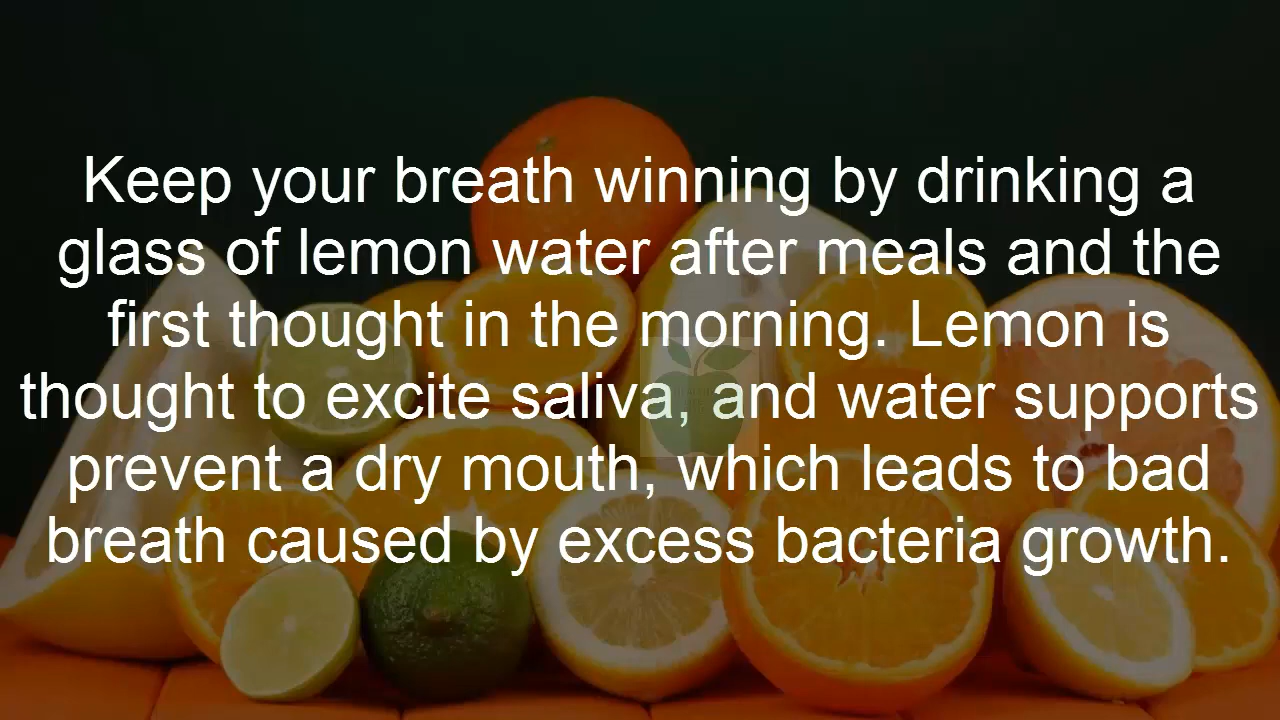 Keep your breath winning by drinking a
glass of lemon water after meals and the
first thought in the morning. Lemon is
thought to excite saliva, and water supports
prevent a dry mouth, which leads to bad
breath caused by excess bacteria growth.